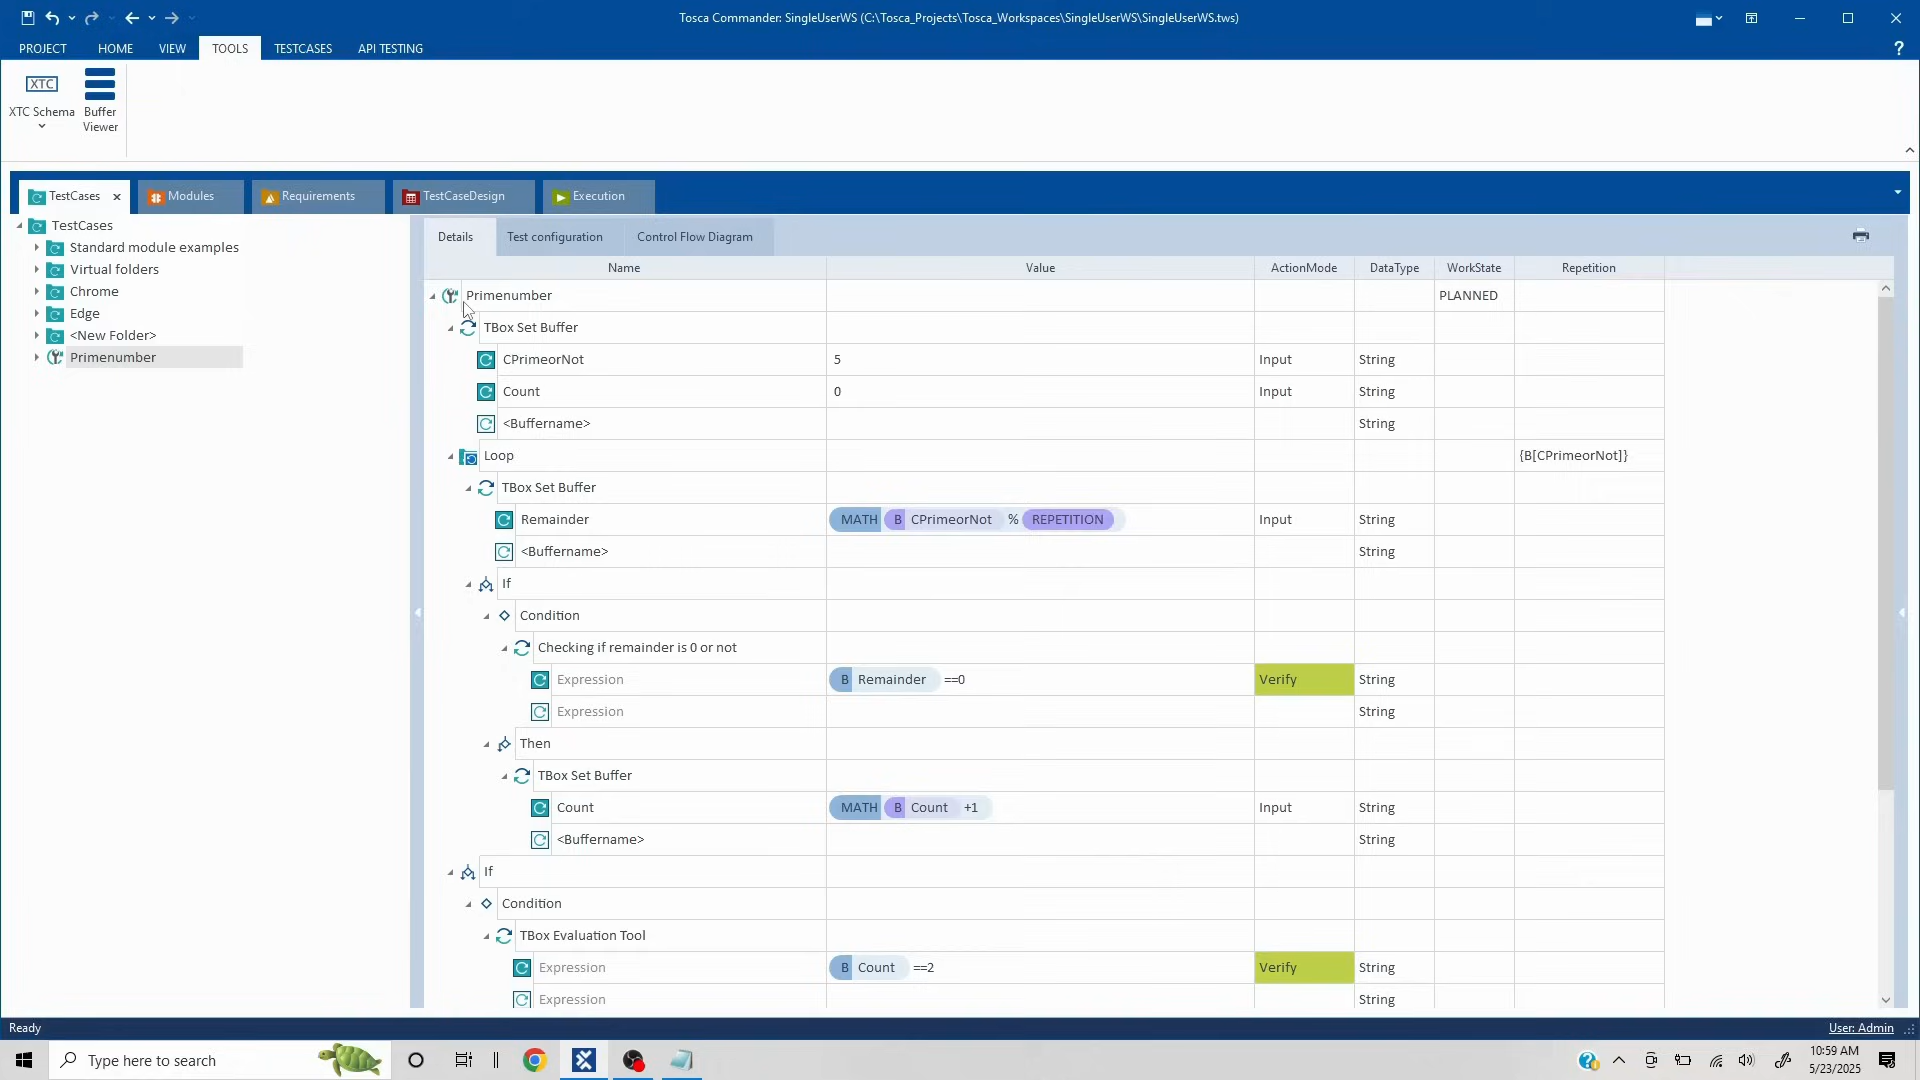 Tosca Commander: SingleUserWS (C:\Tosca_Projects\Tosca_Workspaces\SingleUserWS\SingleUserWS.tws)
PROJECT HOME VIEW TOOLS TESTCASES API TESTING ?
XTC
XTC Schema Buffer Viewer
TestCases Modules Requirements TestCaseDesign Execution
TestCases
Standard module examples
Virtual folders
Chrome
Edge
<New Folder>
Primenumber
Details Test configuration Control Flow Diagram
Name Value ActionMode DataType WorkState Repetition
Primenumber PLANNED
TBox Set Buffer
CPrimeorNot 5 Input String
Count 0 Input String
<Buffername> String
Loop {B[CPrimeorNot]}
TBox Set Buffer
Remainder MATH B CPrimeorNot % REPETITION Input String
<Buffername> String
If
Condition
Checking if remainder is 0 or not
Expression B Remainder ==0 Verify String
Expression String
Then
TBox Set Buffer
Count MATH B Count +1 Input String
<Buffername> String
If
Condition
TBox Evaluation Tool
Expression B Count ==2 Verify String
Expression String
Ready User: Admin
Type here to search
10:59 AM
5/23/2025